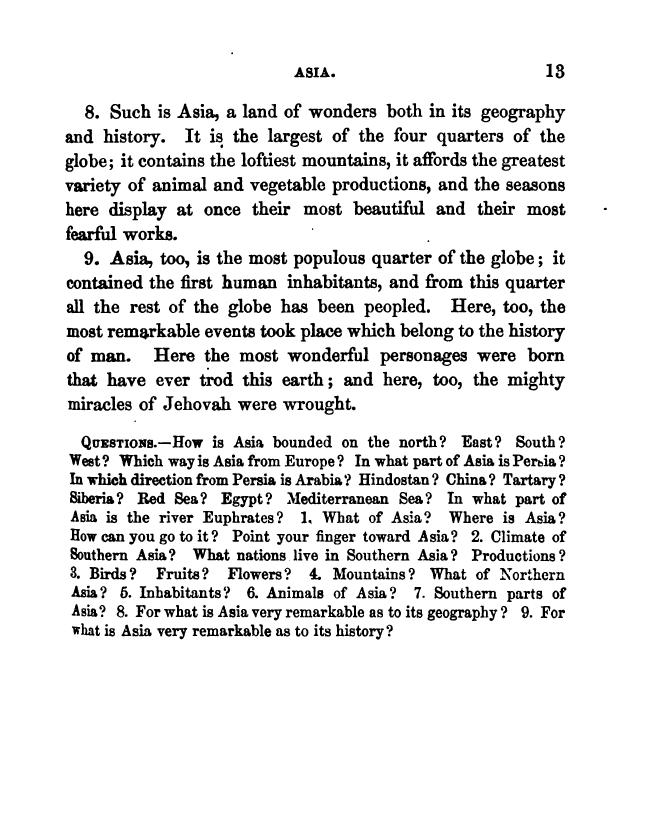 ASIA. 13
8. Such is Asia, a land of wonders both in its geography
and history. It is the largest of the four quarters of the
globe; it contains the loftiest mountains, it affords the greatest
variety of animal and vegetable productions, and the seasons
here display at once their most beautiful and their most
fearful works.
9. Asia, too, is the most populous quarter of the globe; it
contained the first human inhabitants, and from this quarter
all the rest of the globe has been peopled. Here, too, the
most remarkable events took place which belong to the history
of man. Here the most wonderful personages were born
that have ever trod this earth; and here, too, the mighty
miracles of Jehovah were wrought.
QUESTIONS.—How is Asia bounded on the north? East? South?
West? Which way is Asia from Europe? In what part of Asia is Persia?
In which direction from Persia is Arabia? Hindostan? China? Tartary?
Siberia? Red Sea? Egypt? Mediterranean Sea? In what part of
Asia is the river Euphrates? 1. What of Asia? Where is Asia?
How can you go to it? Point your finger toward Asia? 2. Climate of
Southern Asia? What nations live in Southern Asia? Productions?
3. Birds? Fruits? Flowers? 4. Mountains? What of Northern
Asia? 5. Inhabitants? 6. Animals of Asia? 7. Southern parts of
Asia? 8. For what is Asia very remarkable as to its geography? 9. For
what is Asia very remarkable as to its history?